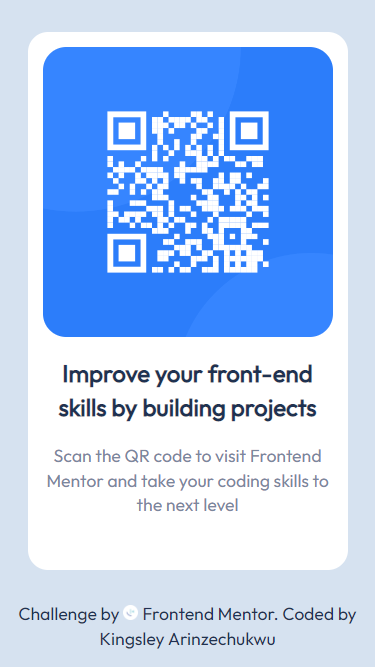 Improve your front-end
skills by building projects
Scan the QR code to visit Frontend
Mentor and take your coding skills to
the next level
Challenge by Frontend Mentor. Coded by
Kingsley Arinzechukwu